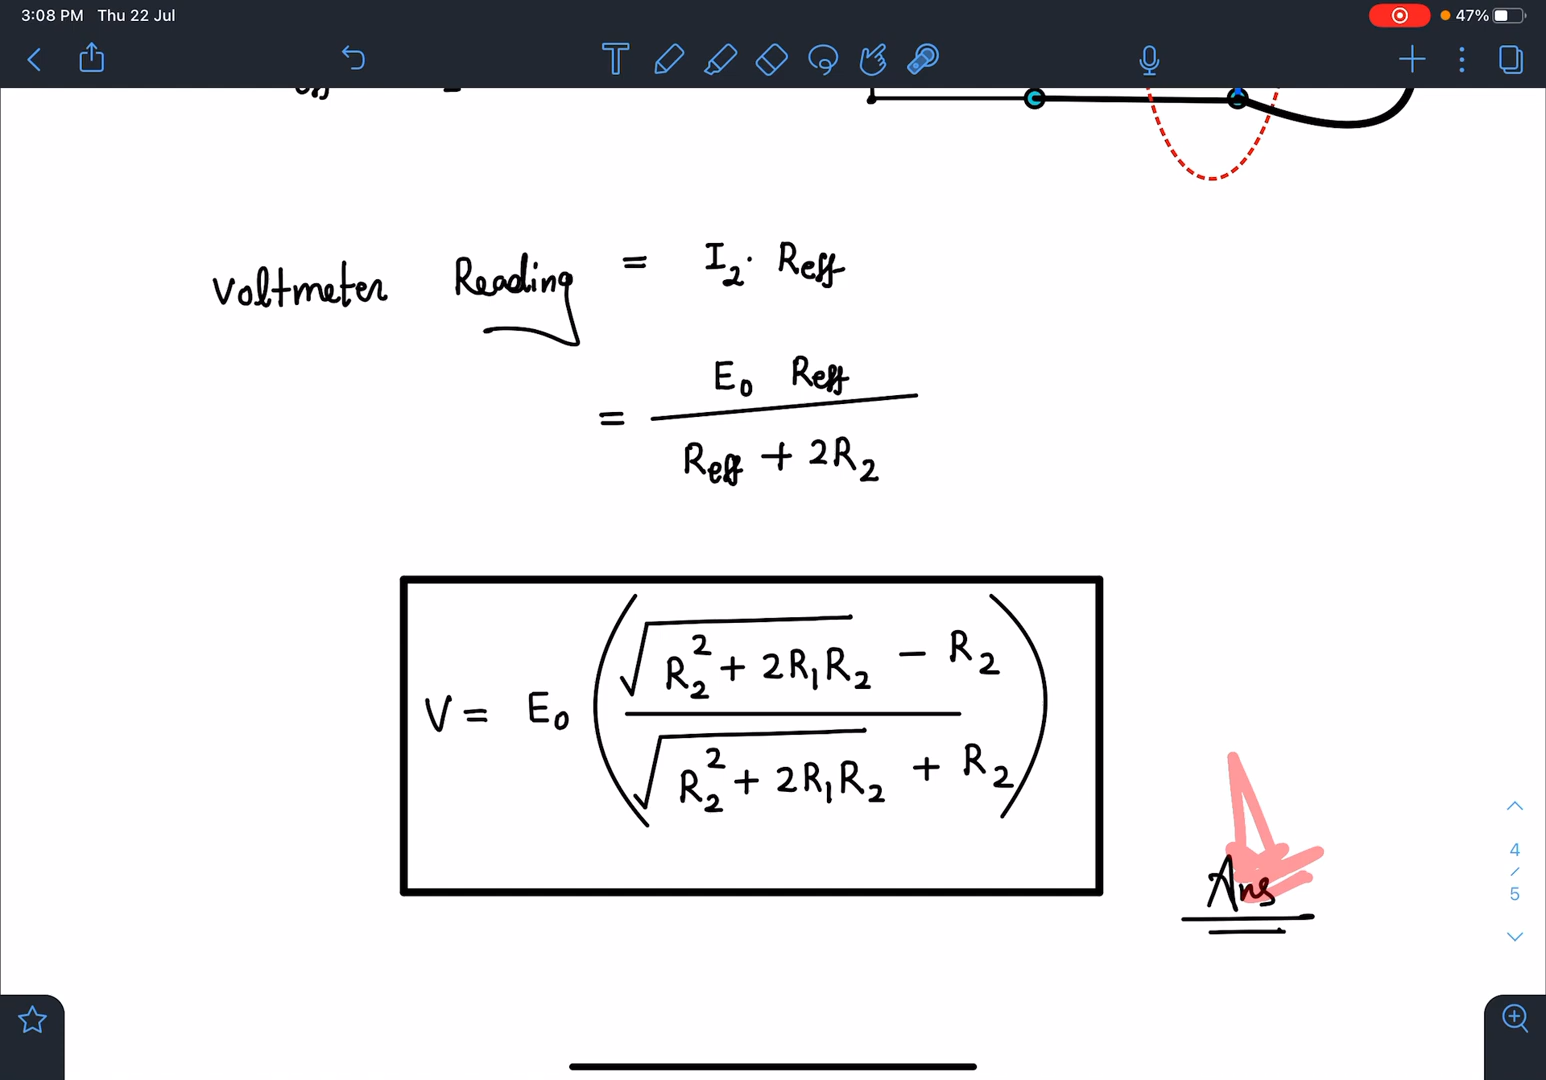 3:08 PM Thu 22 Jul
47%
T
Voltmeter Reading = I₂· Reff
= E₀ Reff / Reff + 2R₂
V = E₀ (√(R₂² + 2R₁R₂) − R₂ / √(R₂² + 2R₁R₂) + R₂)
Ans
4
/
5